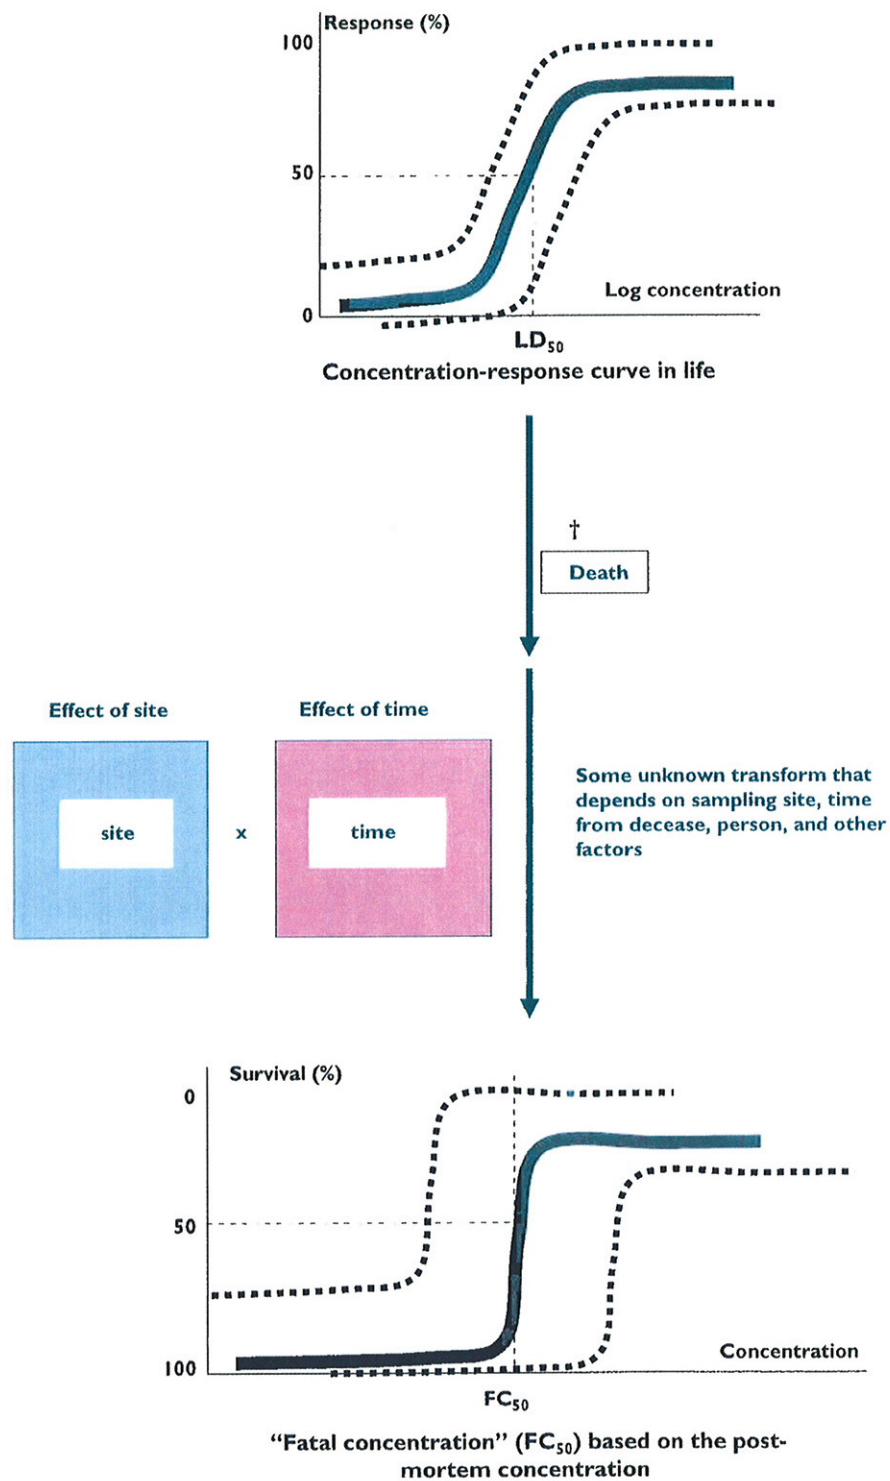 Response (%)
100
50
0
Log concentration
LD50
Concentration-response curve in life
†
Death
Effect of site
Effect of time
site
x
time
Some unknown transform that
depends on sampling site, time
from decease, person, and other
factors
Survival (%)
0
50
100
Concentration
FC50
“Fatal concentration” (FC50) based on the post-
mortem concentration